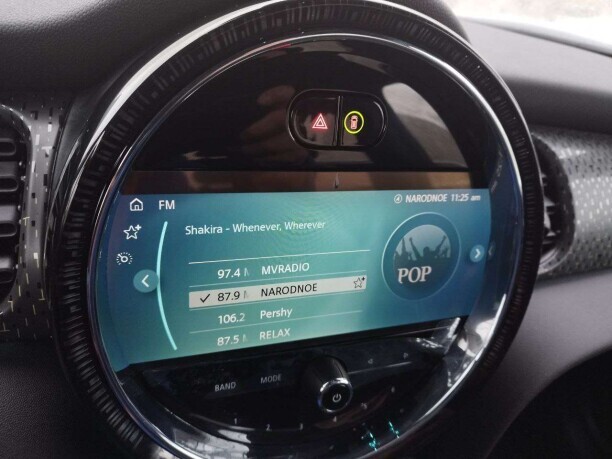 FM
NARODNOE 11:25 am
Shakira - Whenever, Wherever
97.4 MVRADIO
87.9 NARODNOE
106.2 Pershy
87.5 RELAX
POP
BAND
MODE